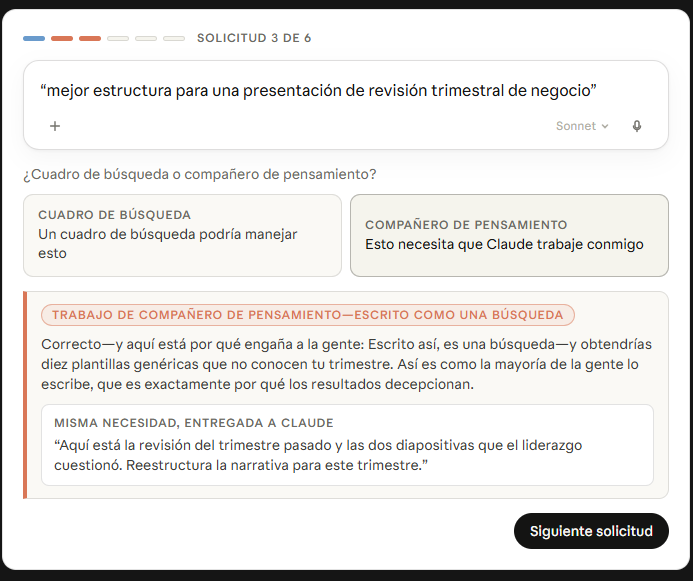 SOLICITUD 3 DE 6
“mejor estructura para una presentación de revisión trimestral de negocio”
Sonnet
¿Cuadro de búsqueda o compañero de pensamiento?
CUADRO DE BÚSQUEDA
Un cuadro de búsqueda podría manejar
esto
COMPAÑERO DE PENSAMIENTO
Esto necesita que Claude trabaje conmigo
TRABAJO DE COMPAÑERO DE PENSAMIENTO—ESCRITO COMO UNA BÚSQUEDA
Correcto—y aquí está por qué engaña a la gente: Escrito así, es una búsqueda—y obtendrías
diez plantillas genéricas que no conocen tu trimestre. Así es como la mayoría de la gente lo
escribe, que es exactamente por qué los resultados decepcionan.
MISMA NECESIDAD, ENTREGADA A CLAUDE
“Aquí está la revisión del trimestre pasado y las dos diapositivas que el liderazgo
cuestionó. Reestructura la narrativa para este trimestre.”
Siguiente solicitud